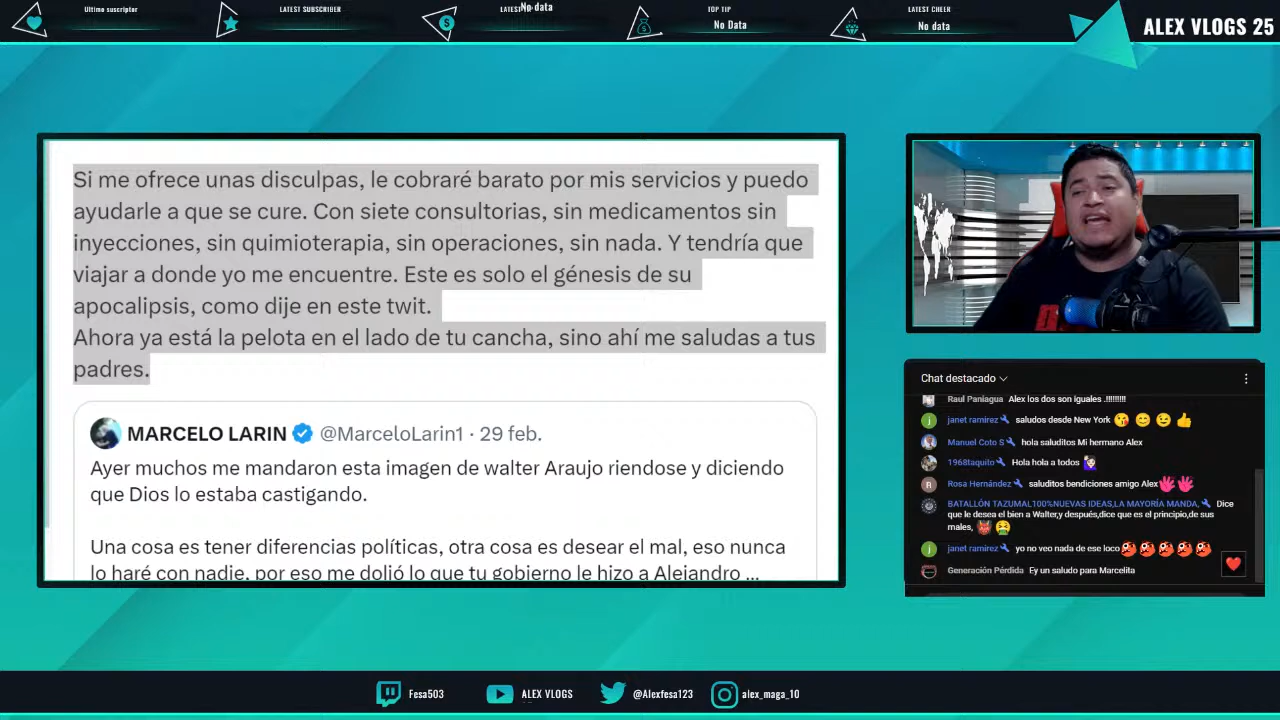 Ultimo suscriptor
LATEST SUBSCRIBER
No data
TOP TIP
No Data
LATEST CHEER
No data
ALEX VLOGS 25
Si me ofrece unas disculpas, le cobraré barato por mis servicios y puedo
ayudarle a que se cure. Con siete consultorias, sin medicamentos sin
inyecciones, sin quimioterapia, sin operaciones, sin nada. Y tendría que
viajar a donde yo me encuentre. Este es solo el génesis de su
apocalipsis, como dije en este twit.
Ahora ya está la pelota en el lado de tu cancha, sino ahí me saludas a tus
padres.
MARCELO LARIN @MarceloLarin1 · 29 feb.
Ayer muchos me mandaron esta imagen de walter Araujo riendose y diciendo
que Dios lo estaba castigando.
Una cosa es tener diferencias políticas, otra cosa es desear el mal, eso nunca
lo haré con nadie, por eso me dolió lo que tu gobierno le hizo a Alejandro ...
Chat destacado
Raul Paniagua Alex los dos son iguales .!!!!!!!!!
janet ramirez saludos desde New York
Manuel Coto S hola saluditos Mi hermano Alex
1968taquito Hola hola a todos
Rosa Hernández saluditos bendiciones amigo Alex
BATALLÓN TAZUMAL100%NUEVAS IDEAS,LA MAYORÍA MANDA, Dice
que le desea el bien a Walter,y después,dice que es el principio,de sus
males,
janet ramirez yo no veo nada de ese loco
Generación Pérdida Ey un saludo para Marcelita
Fesa503
ALEX VLOGS
@Alexfesa123
alex_maga_10